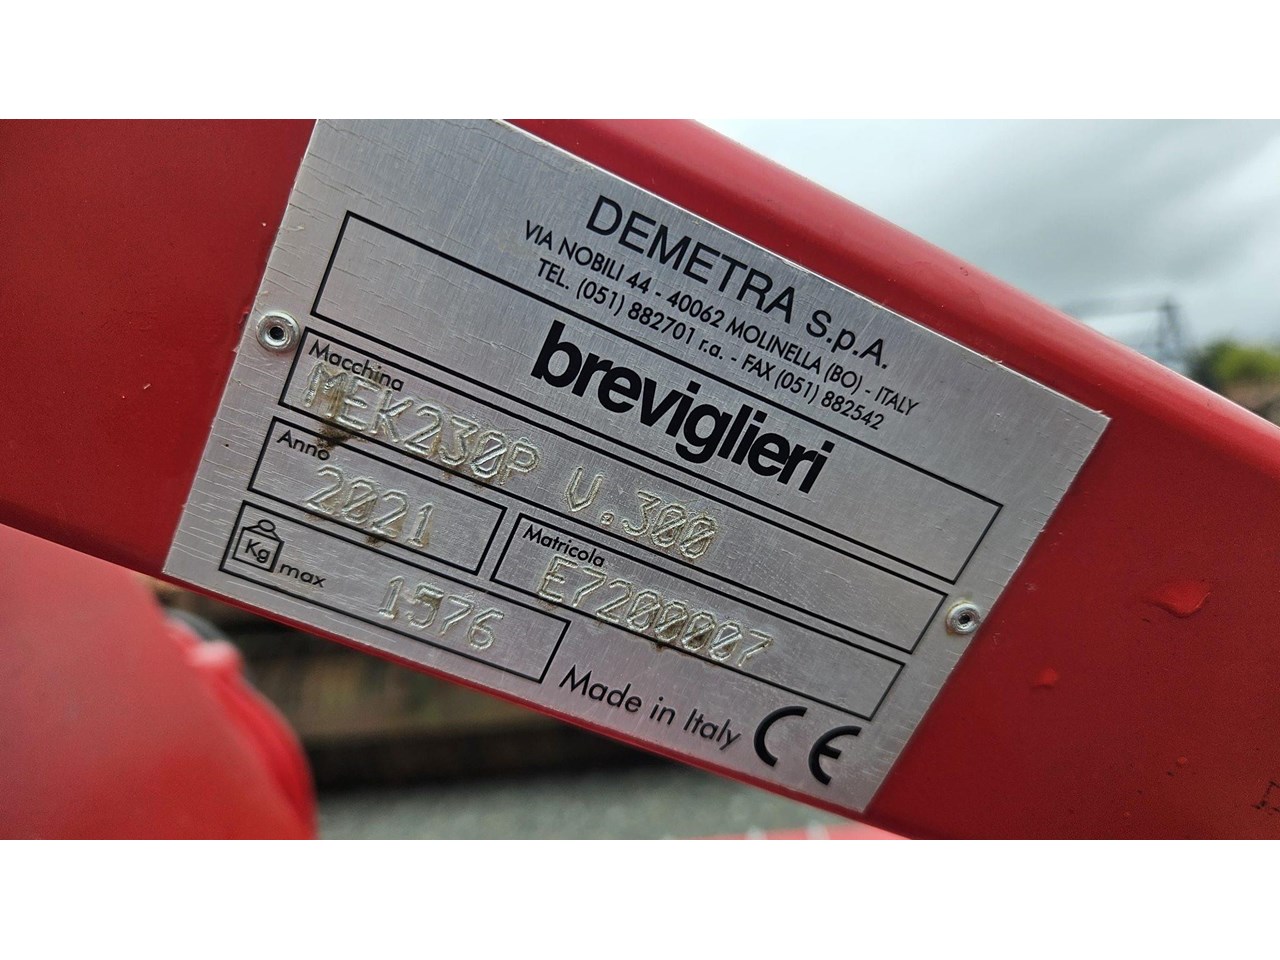 DEMETRA S.p.A.
VIA NOBILI 44 - 40062 MOLINELLA (BO) - ITALY
TEL. (051) 882701 r.a. - FAX (051) 882542
breviglieri
Macchina
MEK230P V.300
Anno
2021
Matricola
E7200007
Kg max
1576
Made in Italy CE